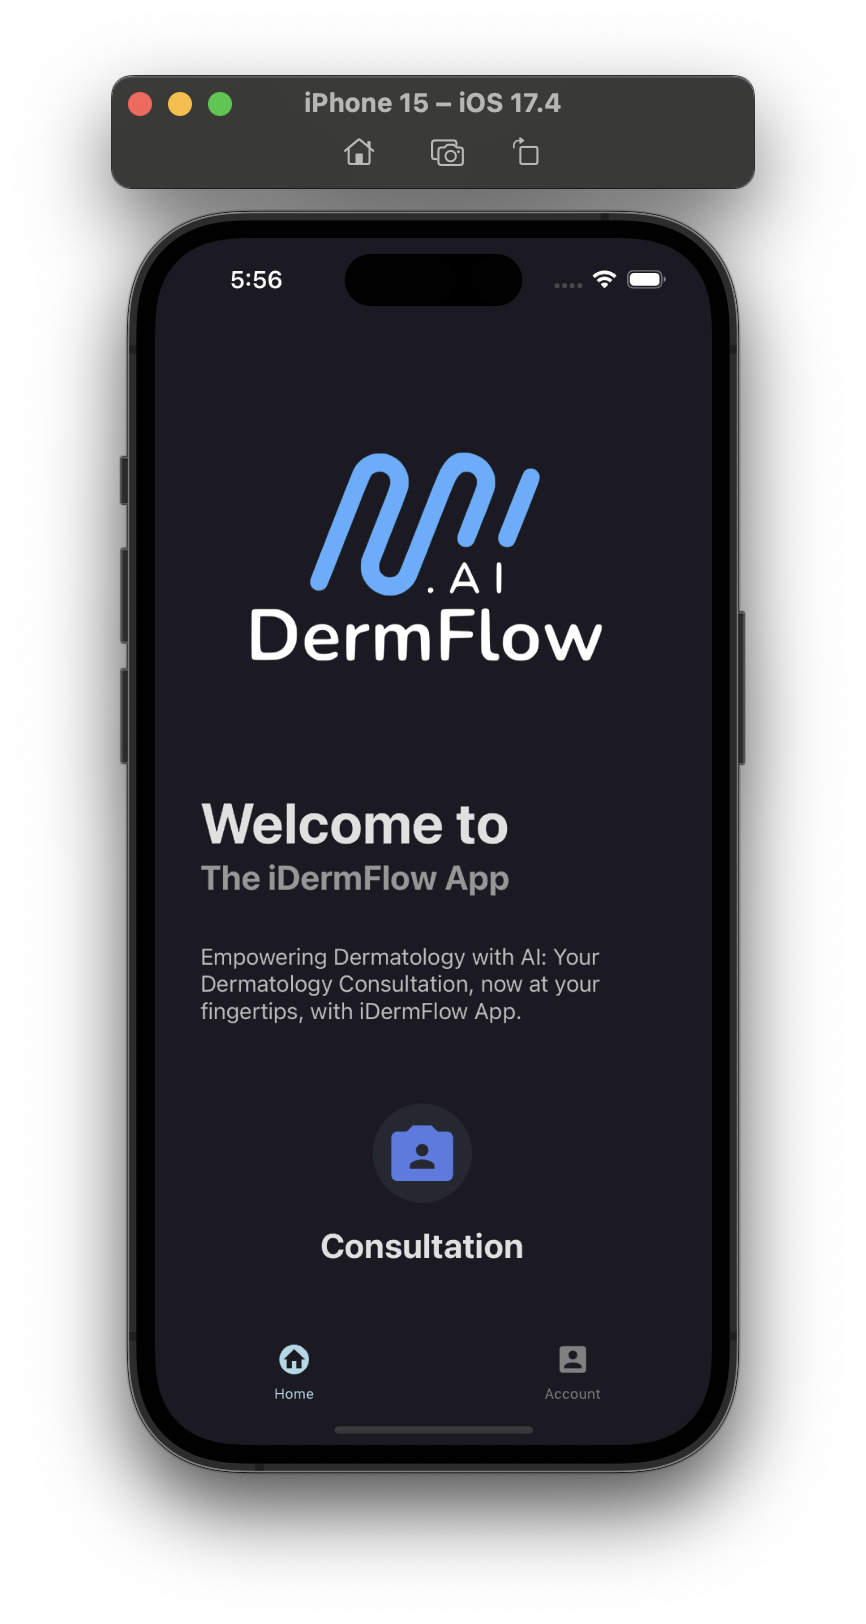 iPhone 15 – iOS 17.4
5:56
.AI
DermFlow
Welcome to
The iDermFlow App
Empowering Dermatology with AI: Your
Dermatology Consultation, now at your
fingertips, with iDermFlow App.
Consultation
Home
Account